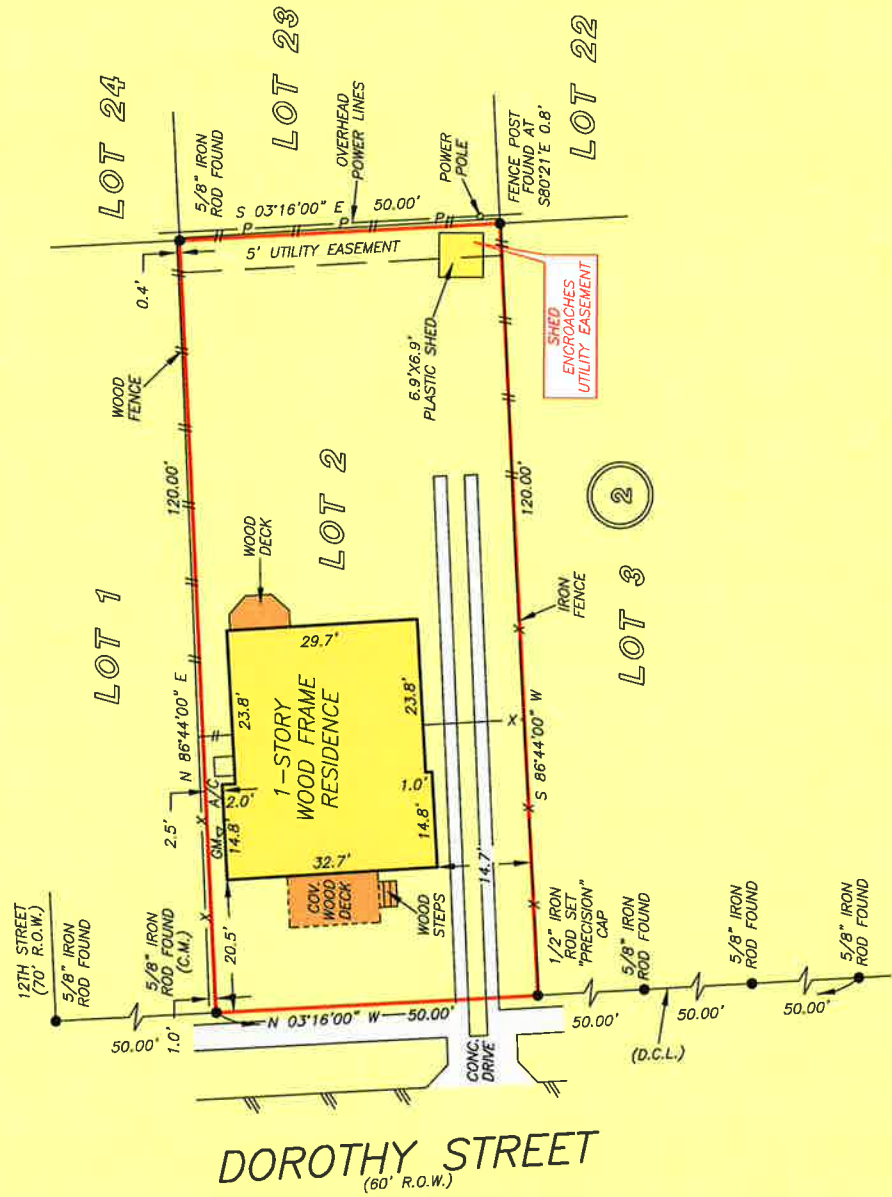 LOT 24
LOT 23
LOT 22
5/8" IRON
ROD FOUND
OVERHEAD
POWER LINES
S 03°16'00" E 50.00'
POWER
POLE
FENCE POST
FOUND AT
S80°21'E 0.8'
P
P
P
5' UTILITY EASEMENT
0.4'
WOOD
FENCE
6.9'X6.9'
PLASTIC SHED
SHED
ENCROACHES
UTILITY EASEMENT
120.00'
LOT 1
LOT 2
WOOD
DECK
120.00'
2
LOT 3
IRON
FENCE
N 86°44'00" E
29.7'
23.8'
1-STORY
WOOD FRAME
RESIDENCE
23.8'
X
S 86°44'00" W
2.5'
A/C
GM
2.0'
14.8'
1.0'
14.8'
X
X
X
X
X
32.7'
14.7'
COV.
WOOD
DECK
WOOD
STEPS
20.5'
12TH STREET
(70' R.O.W.)
5/8" IRON
ROD FOUND
5/8" IRON
ROD FOUND
(C.M.)
1/2" IRON
ROD SET
"PRECISION"
CAP
5/8" IRON
ROD FOUND
5/8" IRON
ROD FOUND
5/8" IRON
ROD FOUND
50.00'
1.0'
N 03°16'00" W 50.00'
50.00'
50.00'
50.00'
(D.C.L.)
CONC.
DRIVE
DOROTHY STREET
(60' R.O.W.)